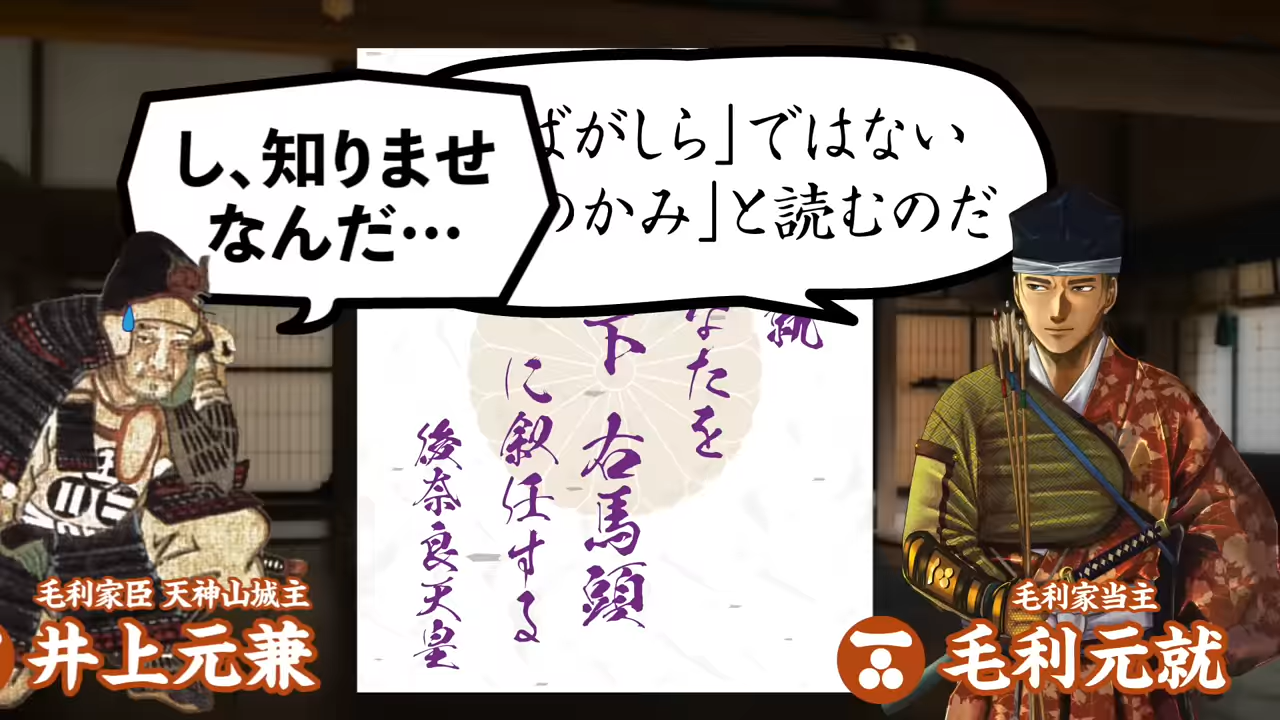 し、知りませ
なんだ…
ばがしら」ではない
のかみ」と読むのだ
就
なたを
下 右馬頭
に叙任する
後奈良天皇
毛利家臣 天神山城主
井上元兼
毛利家当主
毛利元就